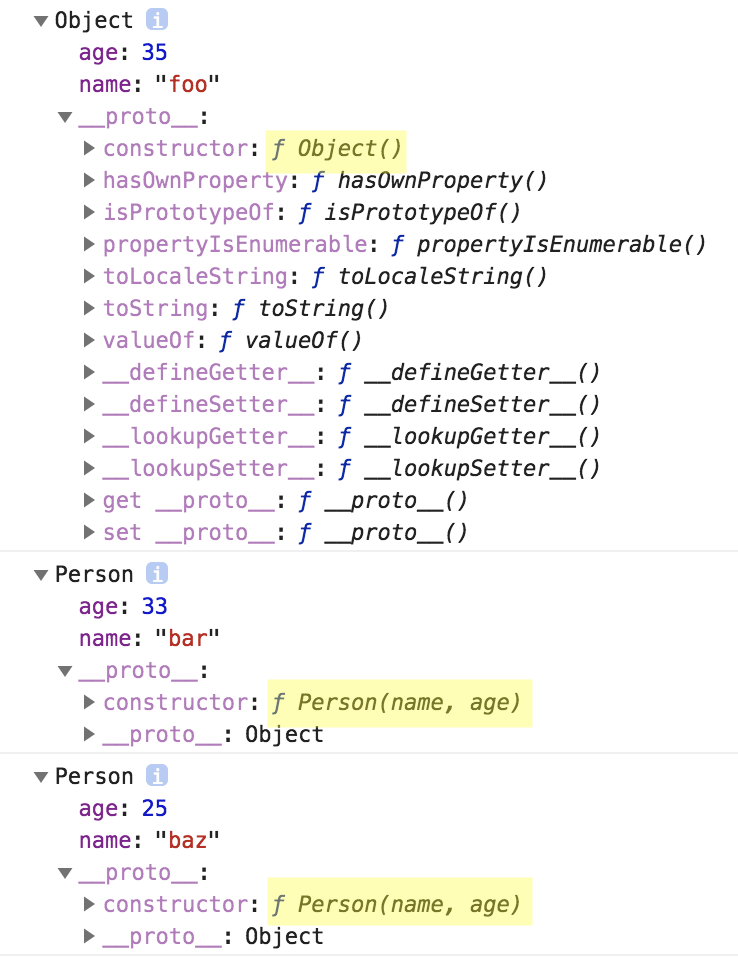 ▼Object i
age: 35
name: "foo"
▼__proto__:
▶constructor: ƒ Object()
▶hasOwnProperty: ƒ hasOwnProperty()
▶isPrototypeOf: ƒ isPrototypeOf()
▶propertyIsEnumerable: ƒ propertyIsEnumerable()
▶toLocaleString: ƒ toLocaleString()
▶toString: ƒ toString()
▶valueOf: ƒ valueOf()
▶__defineGetter__: ƒ __defineGetter__()
▶__defineSetter__: ƒ __defineSetter__()
▶__lookupGetter__: ƒ __lookupGetter__()
▶__lookupSetter__: ƒ __lookupSetter__()
▶get __proto__: ƒ __proto__()
▶set __proto__: ƒ __proto__()
▼Person i
age: 33
name: "bar"
▼__proto__:
▶constructor: ƒ Person(name, age)
▶__proto__: Object
▼Person i
age: 25
name: "baz"
▼__proto__:
▶constructor: ƒ Person(name, age)
▶__proto__: Object